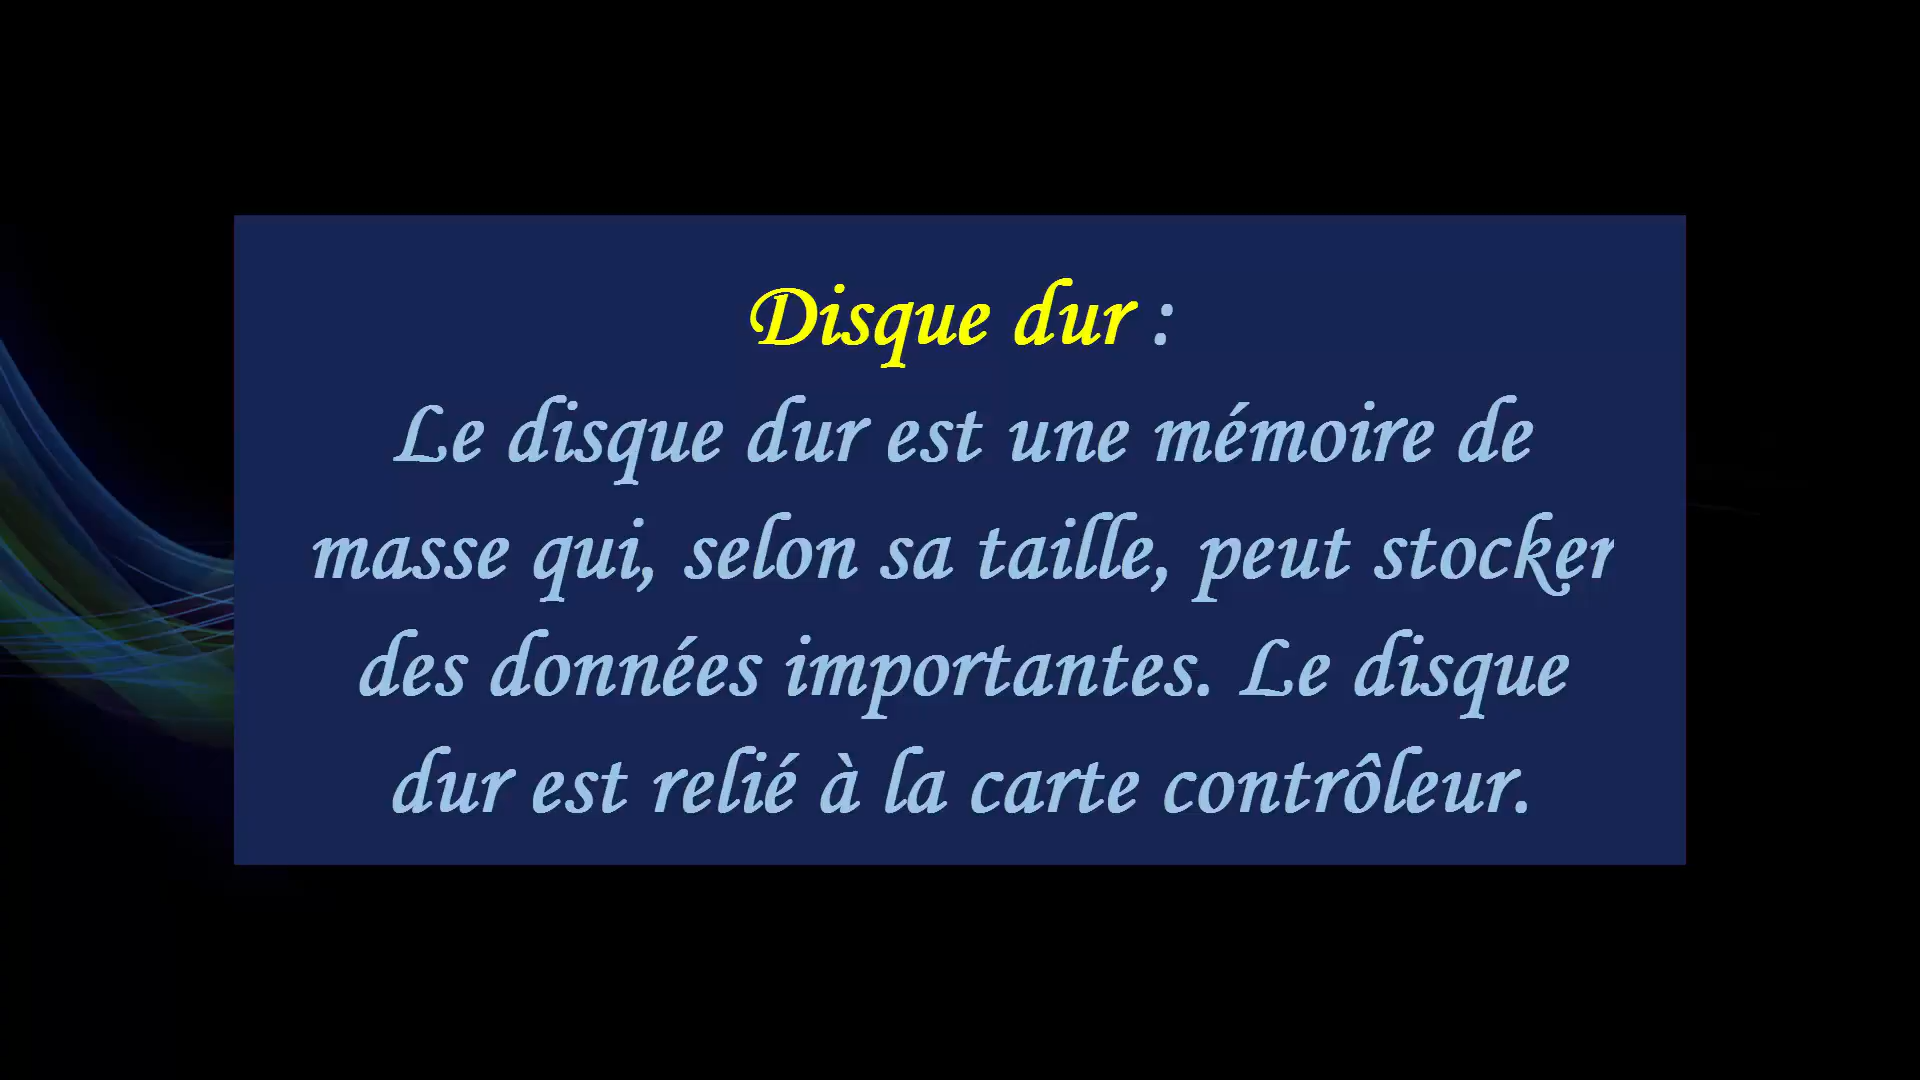 Disque dur :
Le disque dur est une mémoire de
masse qui, selon sa taille, peut stocker
des données importantes. Le disque
dur est relié à la carte contrôleur.